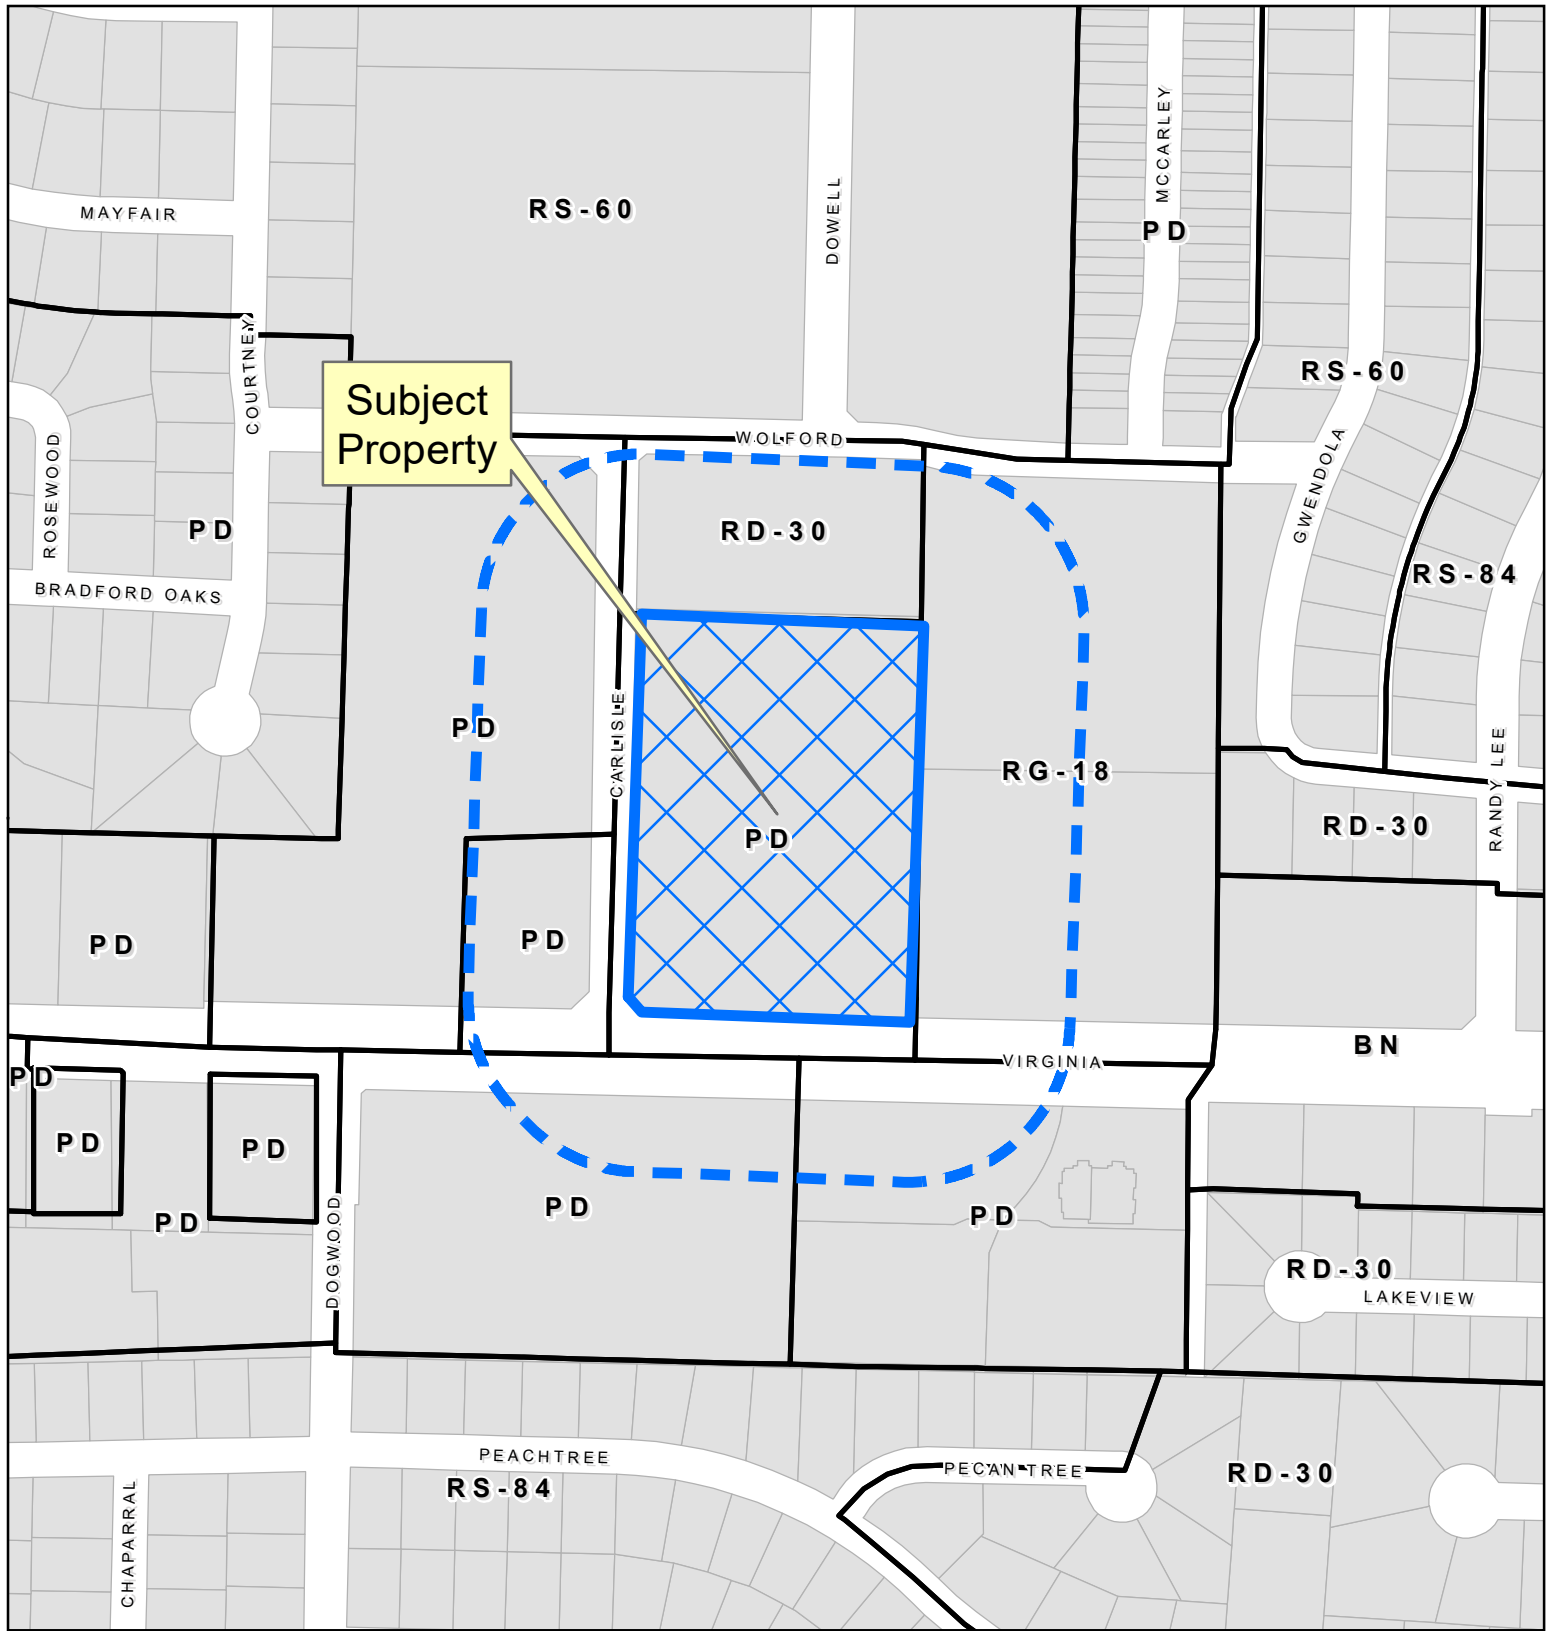 MCCARLEY
DOWELL
RS-60
MAYFAIR
PD
COURTNEY
RS-60
Subject
Property
WOLFORD
GWENDOLA
ROSEWOOD
PD
RD-30
RS-84
BRADFORD OAKS
PD
CARLISLE
RG-18
RANDY LEE
RD-30
PD
PD
PD
BN
VIRGINIA
PD
PD
PD
PD
PD
PD
DOGWOOD
RD-30
LAKEVIEW
PEACHTREE
PECAN TREE
RD-30
RS-84
CHAPARRAL